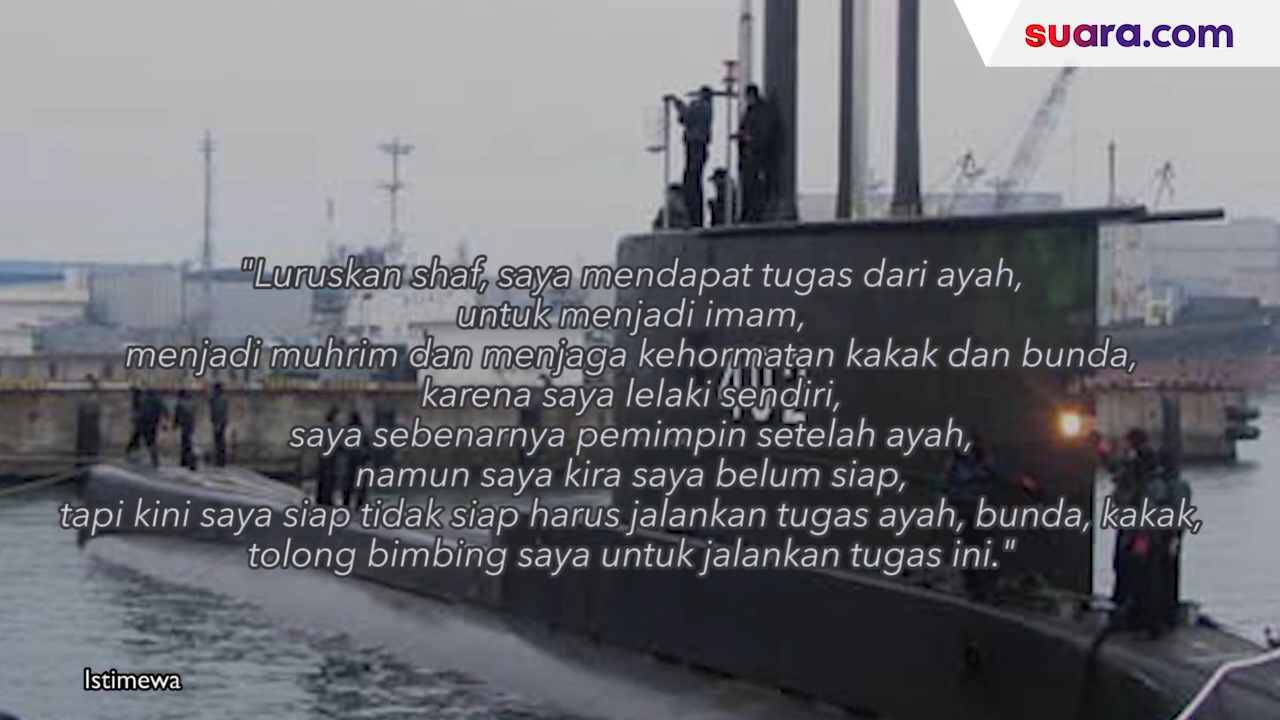 suara.com
"Luruskan shaf, saya mendapat tugas dari ayah,
untuk menjadi imam,
menjadi muhrim dan menjaga kehormatan kakak dan bunda,
402
karena saya lelaki sendiri,
saya sebenarnya pemimpin setelah ayah,
namun saya kira saya belum siap,
tapi kini saya siap tidak siap harus jalankan tugas ayah, bunda, kakak,
tolong bimbing saya untuk jalankan tugas ini."
Istimewa